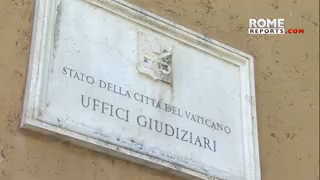 ROME
REPORTS.COM
STATO DELLA CITTÀ DEL VATICANO
UFFICI GIUDIZIARI